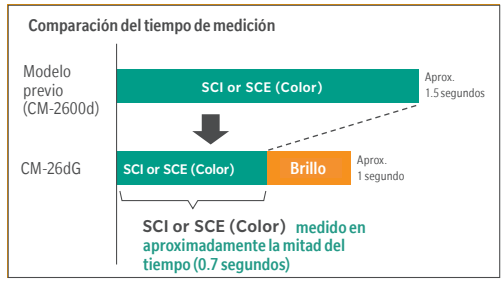 Comparación del tiempo de medición
Modelo
previo
(CM-2600d)
SCI or SCE (Color)
Aprox.
1.5 segundos
CM-26dG
SCI or SCE (Color)
Brillo
Aprox.
1 segundo
SCI or SCE (Color) medido en
aproximadamente la mitad del
tiempo (0.7 segundos)